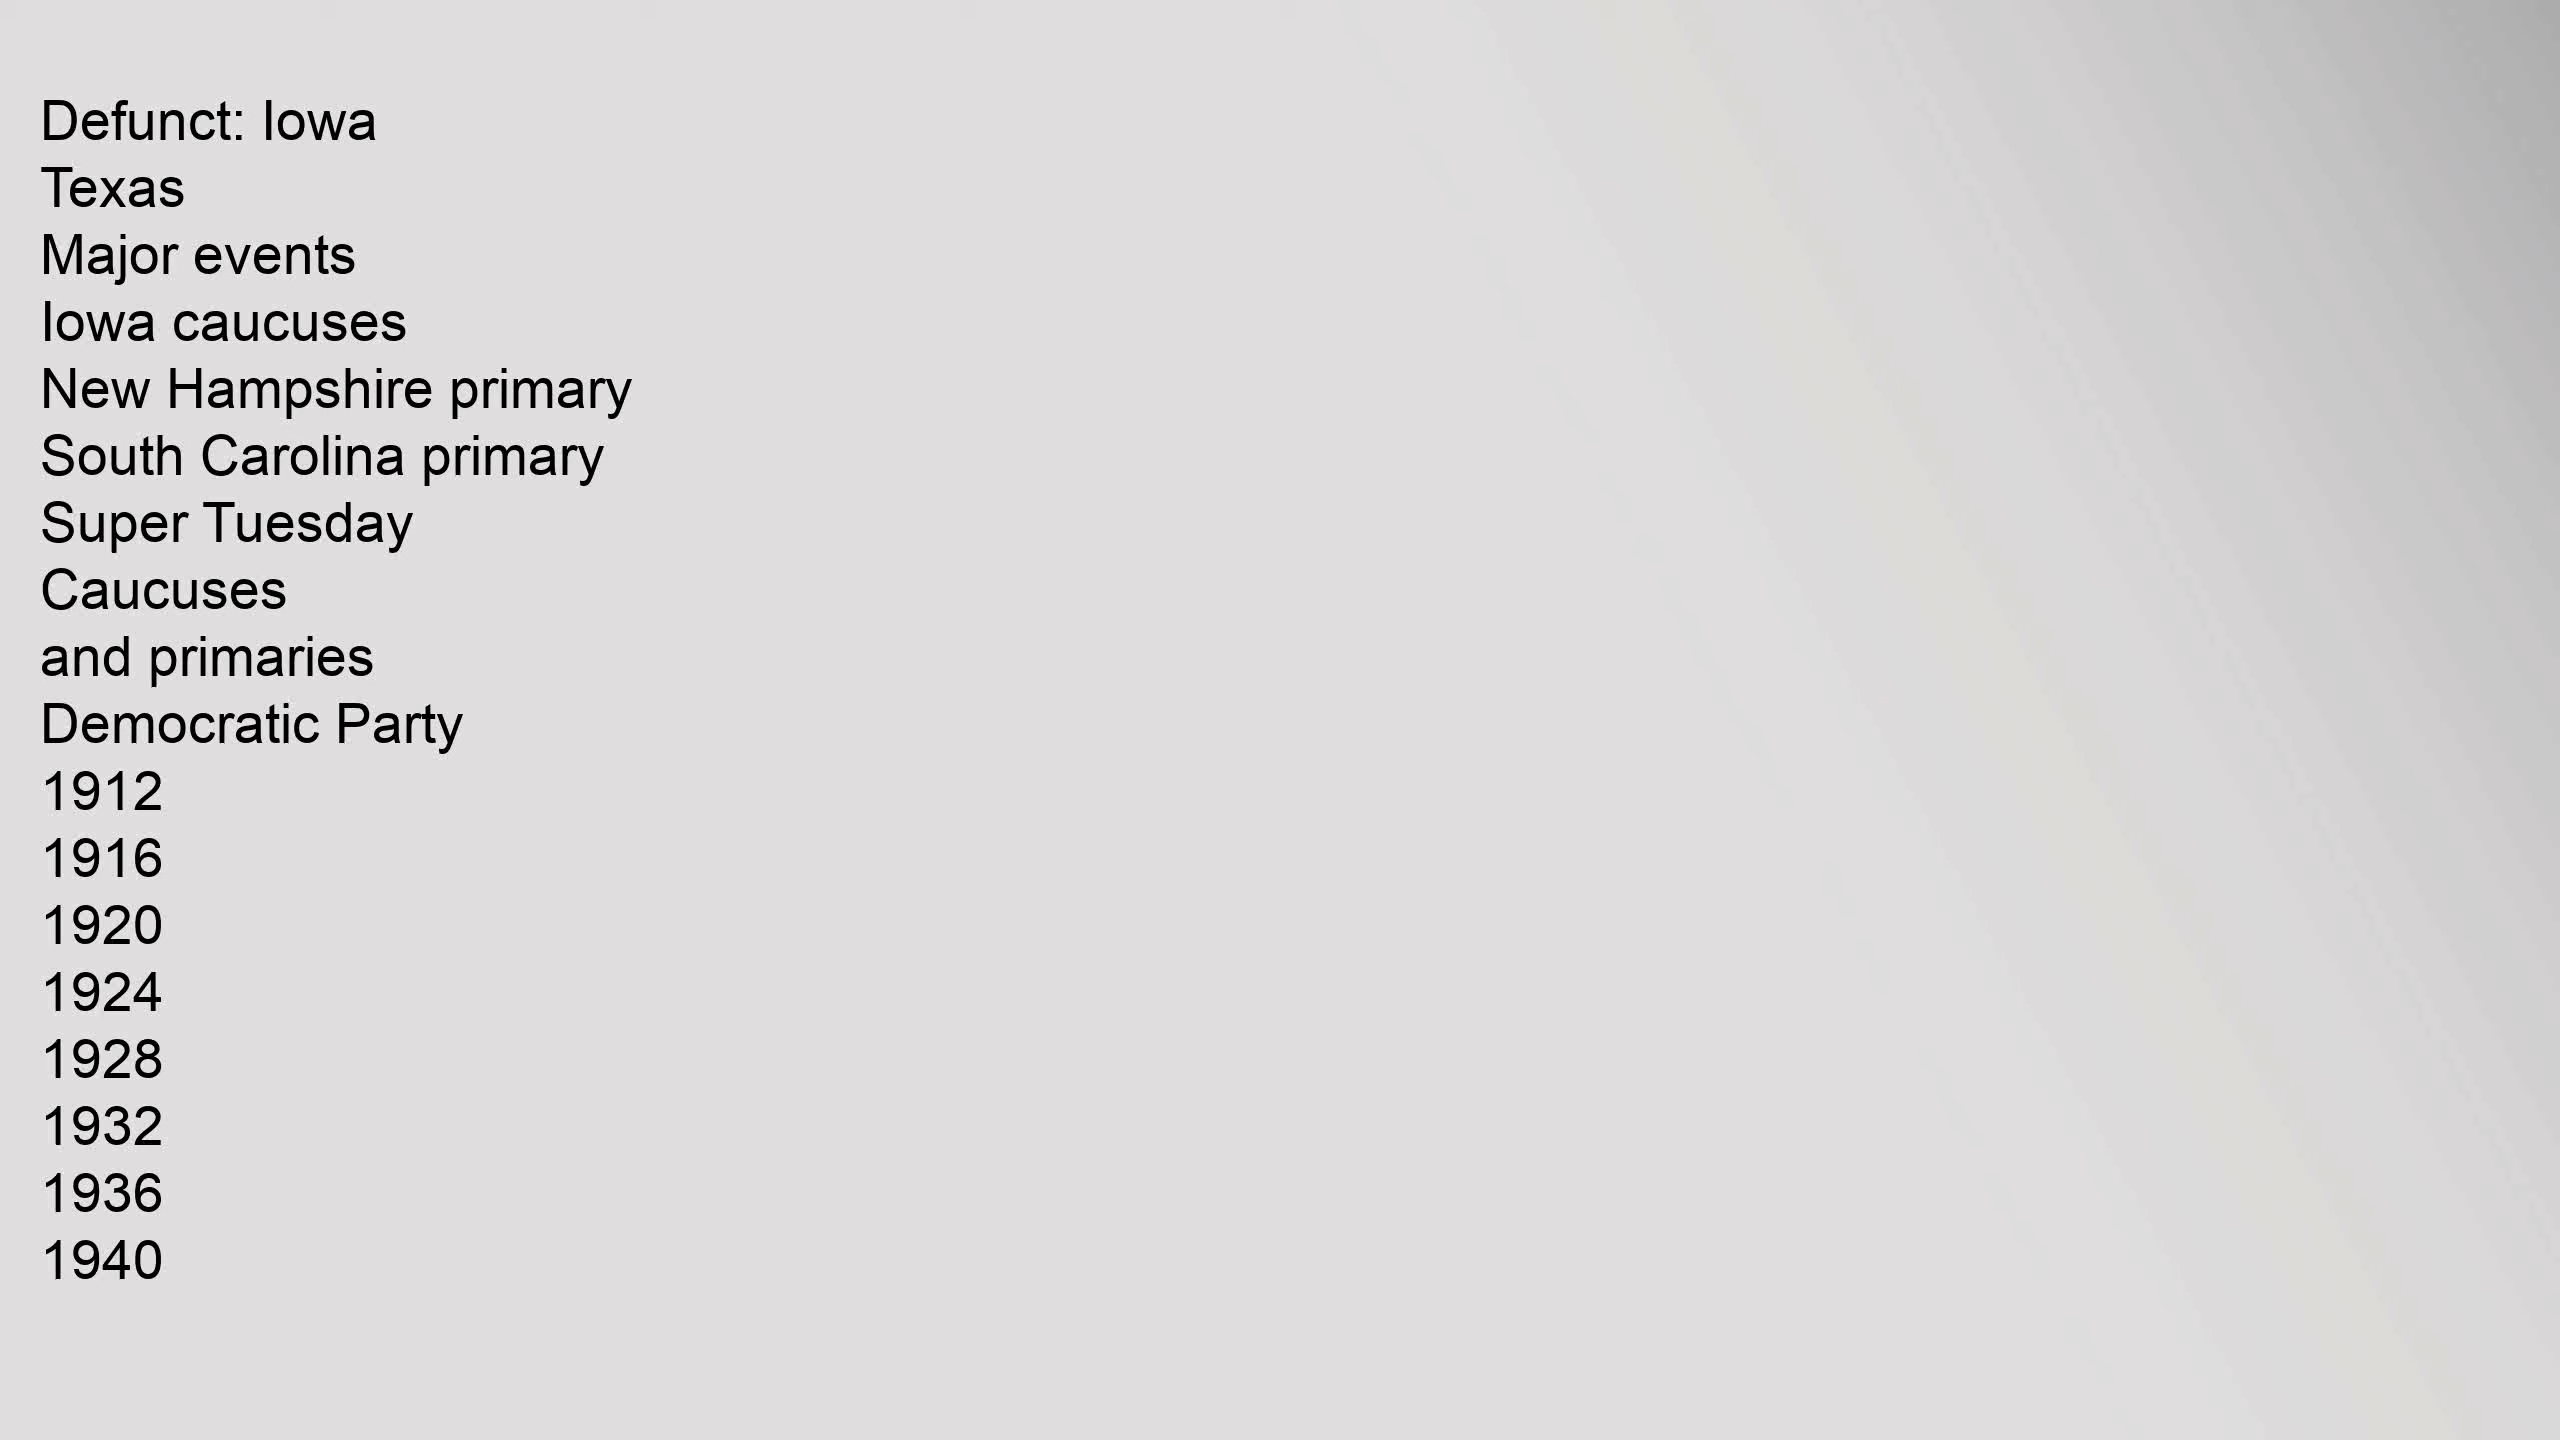 Defunct: Iowa
Texas
Major events
Iowa caucuses
New Hampshire primary
South Carolina primary
Super Tuesday
Caucuses
and primaries
Democratic Party
1912
1916
1920
1924
1928
1932
1936
1940